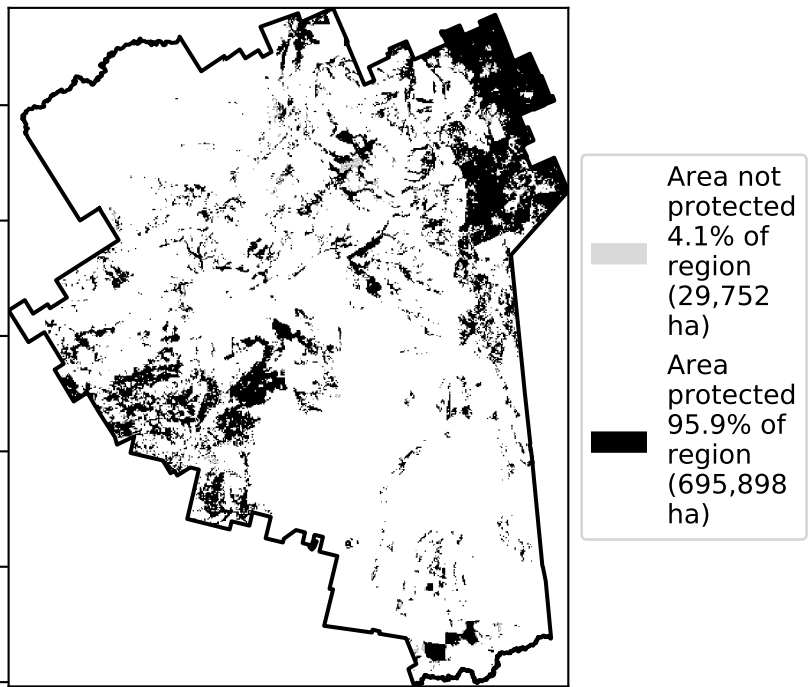 Area not
protected
4.1% of
region
(29,752
ha)
Area
protected
95.9% of
region
(695,898
ha)